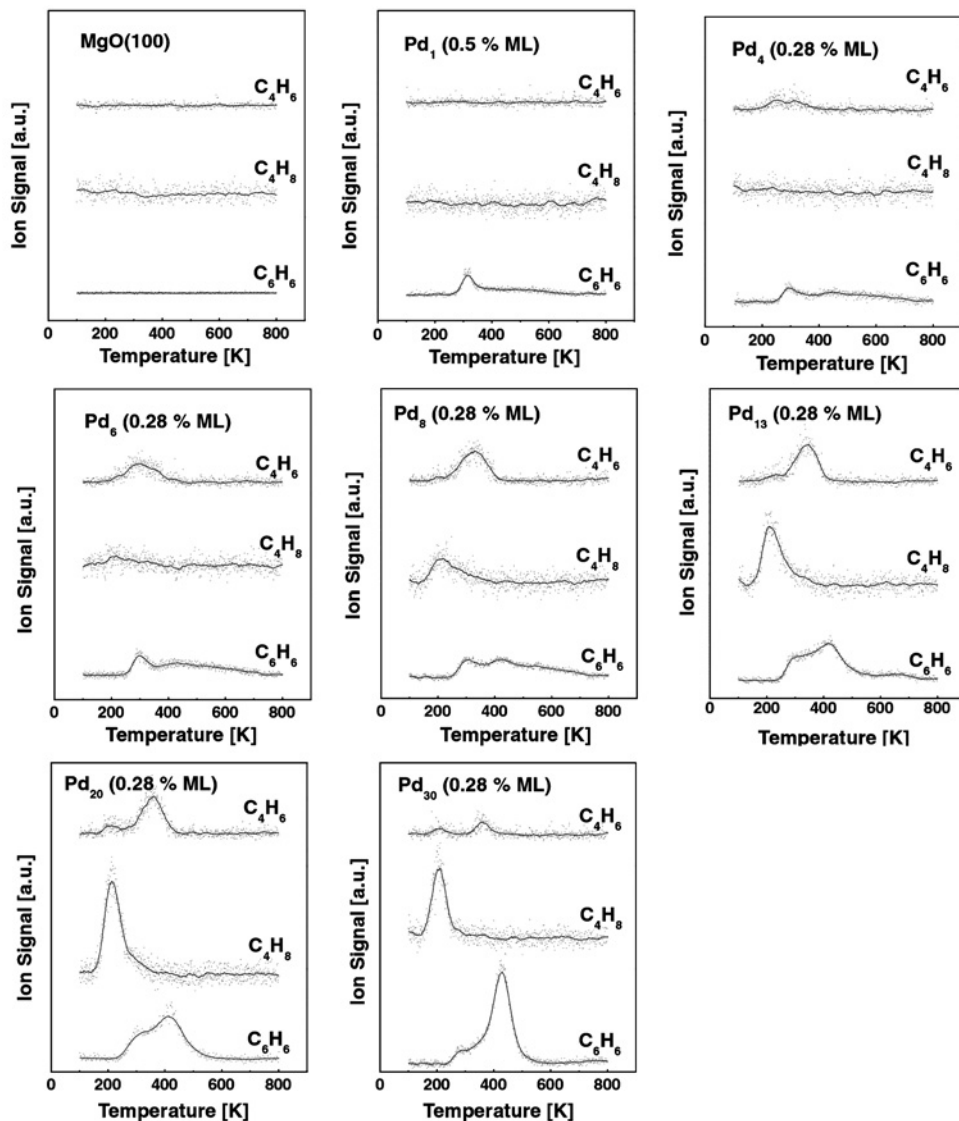 MgO(100)
C4H6
C4H8
C6H6
Ion Signal [a.u.]
0 200 400 600 800
Temperature [K]
Pd1 (0.5 % ML)
C4H6
C4H8
C6H6
Ion Signal [a.u.]
0 200 400 600 800
Temperature [K]
Pd4 (0.28 % ML)
C4H6
C4H8
C6H6
Ion Signal [a.u.]
0 200 400 600 800
Temperature [K]
Pd6 (0.28 % ML)
C4H6
C4H8
C6H6
Ion Signal [a.u.]
0 200 400 600 800
Temperature [K]
Pd8 (0.28 % ML)
C4H6
C4H8
C6H6
Ion Signal [a.u.]
0 200 400 600 800
Temperature [K]
Pd13 (0.28 % ML)
C4H6
C4H8
C6H6
Ion Signal [a.u.]
0 200 400 600 800
Temperature [K]
Pd20 (0.28 % ML)
C4H6
C4H8
C6H6
Ion Signal [a.u.]
0 200 400 600 800
Temperature [K]
Pd30 (0.28 % ML)
C4H6
C4H8
C6H6
Ion Signal [a.u.]
0 200 400 600 800
Temperature [K]